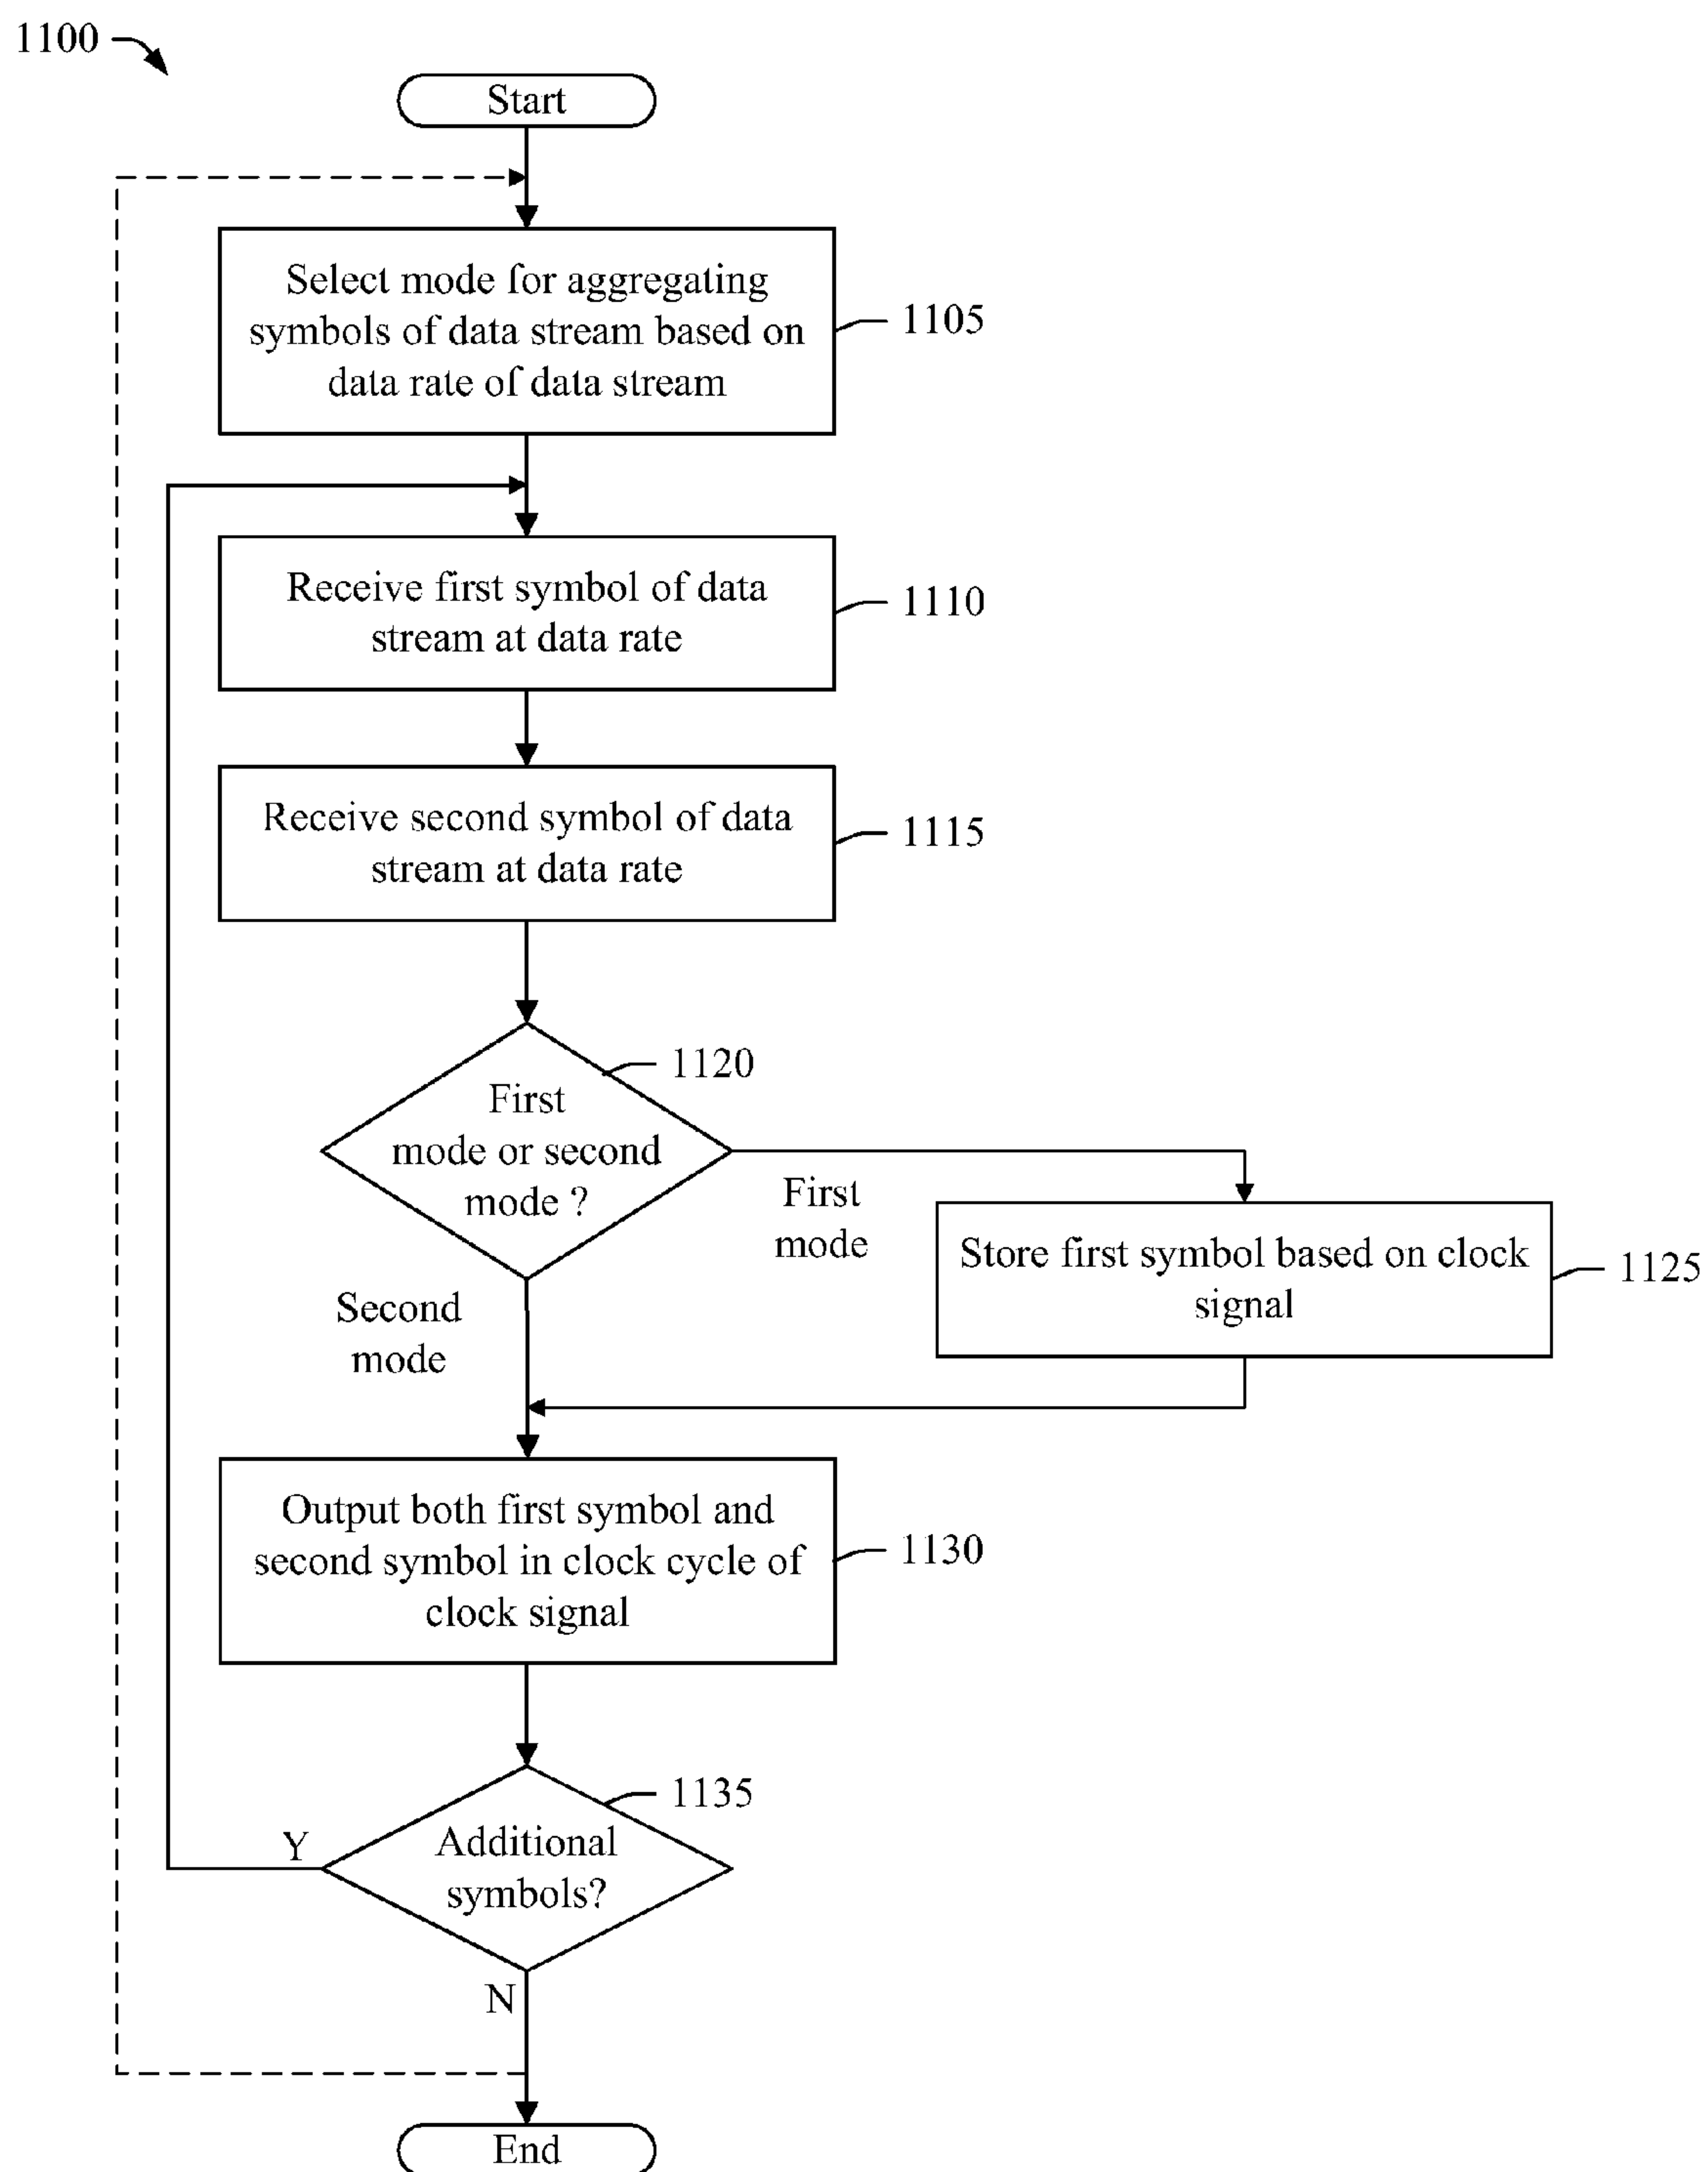 1100
Start
Select mode for aggregating
symbols of data stream based on
data rate of data stream
1105
Receive first symbol of data
stream at data rate
1110
Receive second symbol of data
stream at data rate
1115
1120
First
mode or second
mode ?
First
mode
Second
mode
Store first symbol based on clock
signal
1125
Output both first symbol and
second symbol in clock cycle of
clock signal
1130
1135
Additional
symbols?
Y
N
End